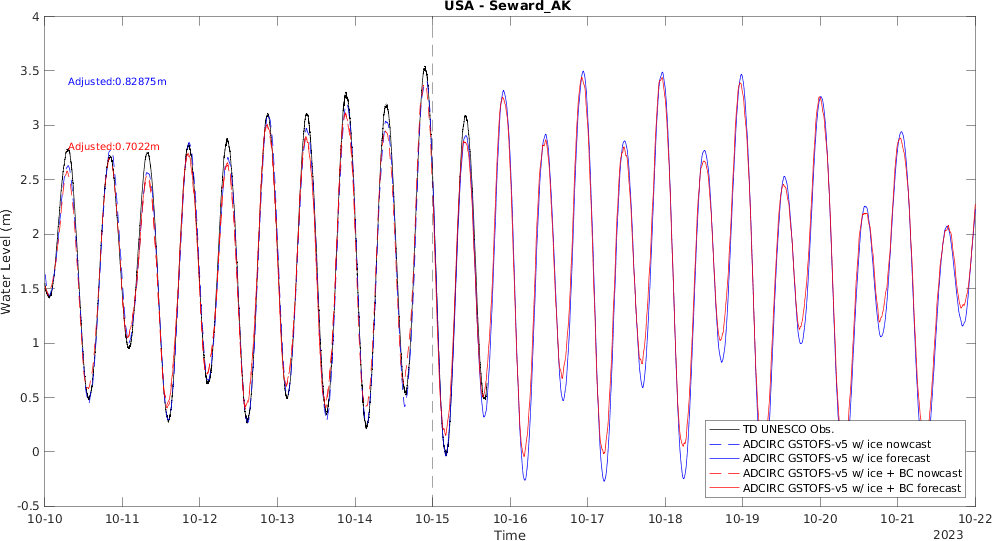 USA - Seward_AK
4
3.5
3
2.5
2
1.5
1
0.5
0
-0.5
Water Level (m)
Adjusted:0.82875m
Adjusted:0.7022m
TD UNESCO Obs.
ADCIRC GSTOFS-v5 w/ ice nowcast
ADCIRC GSTOFS-v5 w/ ice forecast
ADCIRC GSTOFS-v5 w/ ice + BC nowcast
ADCIRC GSTOFS-v5 w/ ice + BC forecast
10-10 10-11 10-12 10-13 10-14 10-15 10-16 10-17 10-18 10-19 10-20 10-21 10-22
Time
2023